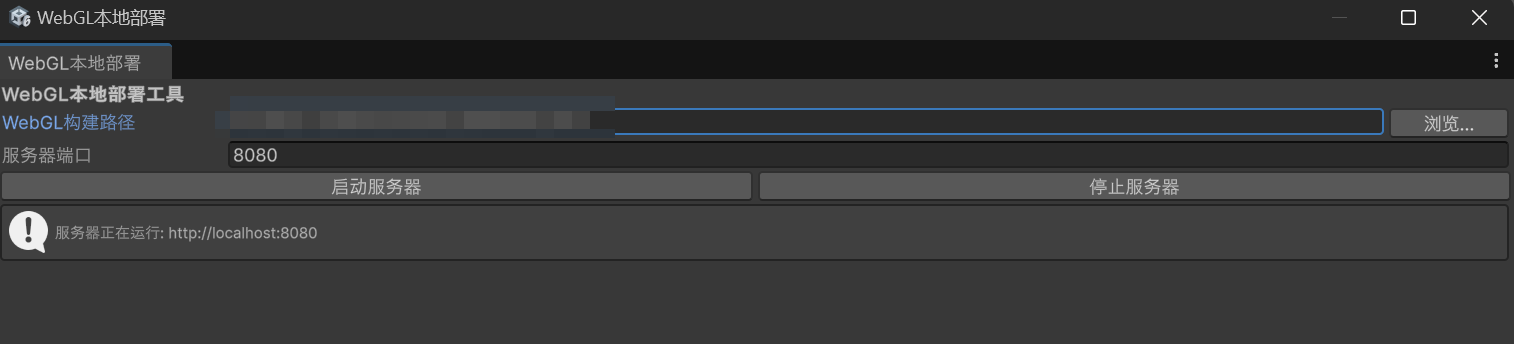 WebGL本地部署
WebGL本地部署
WebGL本地部署工具
WebGL构建路径
浏览...
服务器端口
8080
启动服务器
停止服务器
服务器正在运行: http://localhost:8080